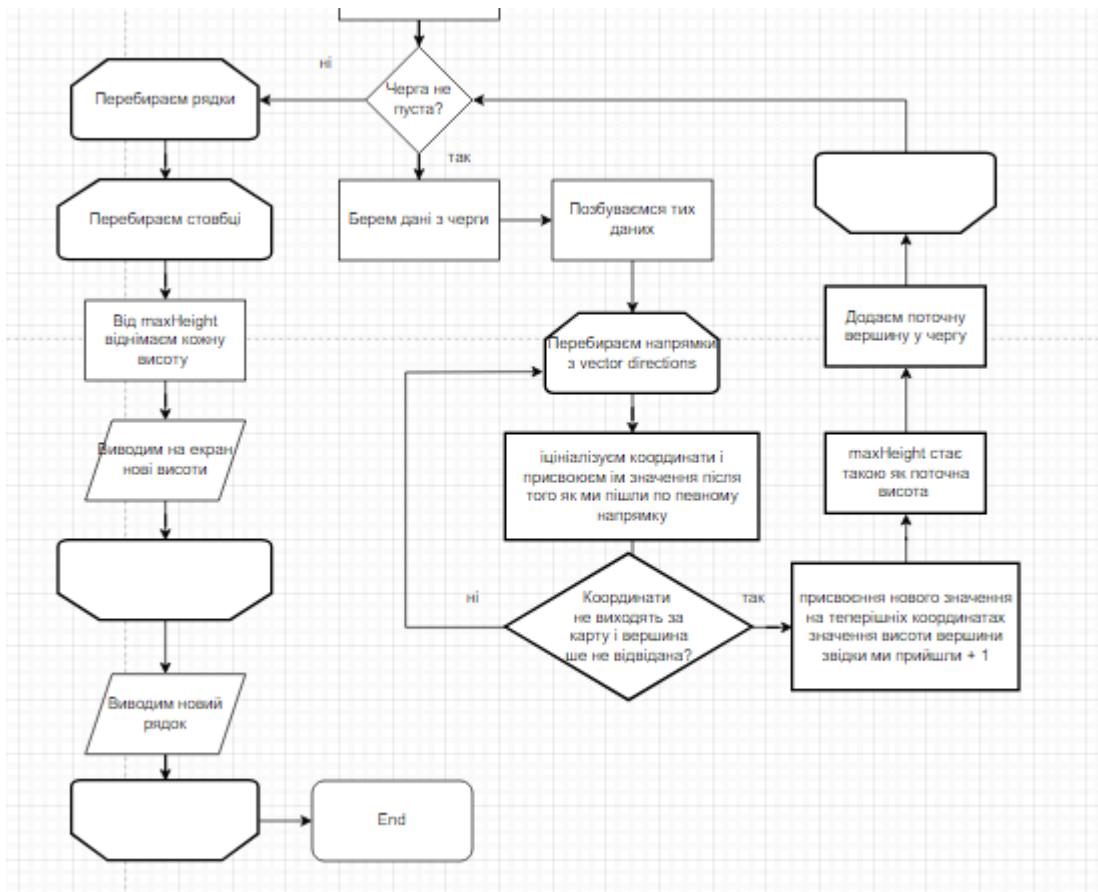 ні
Черга не
пуста?
так
Перебираєм рядки
Перебираєм стовбці
Від maxHeight
віднімаєм кожну
висоту
Виводим на екран
нові висоти
Виводим новий
рядок
End
Берем дані з черги
Позбуваємся тих
даних
Перебираєм напрямки
з vector directions
іціналізуєм координати і
присвоюєм ім значення після
того як ми пішли по певному
напрямку
ні
Координати
не виходять за
карту і вершина
ше не відвідана?
так
присвоєння нового значення
на теперішніх координатах
значення висоти вершини
звідки ми прийшли + 1
maxHeight стає
такою як поточна
висота
Додаєм поточну
вершину у чергу